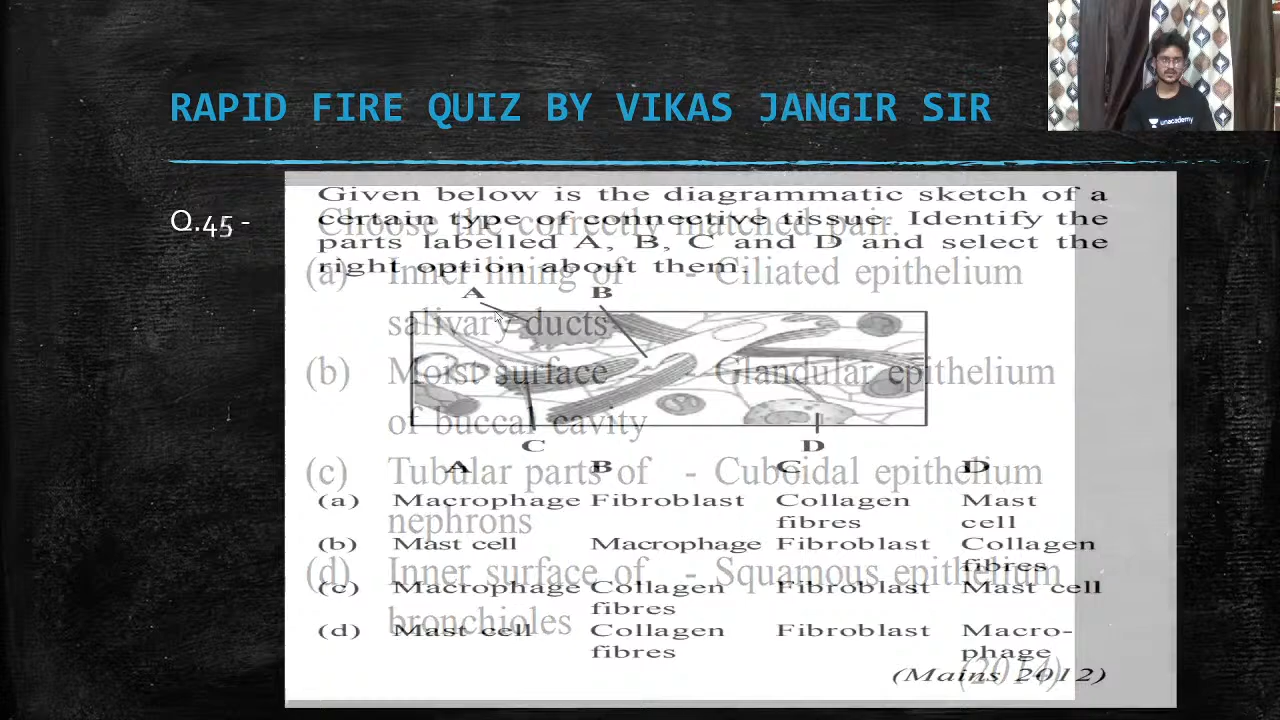 RAPID FIRE QUIZ BY VIKAS JANGIR SIR
unacademy
Q.45 -
Given below is the diagrammatic sketch of a
certain type of connective tissue. Identify the
parts labelled A, B, C and D and select the
right option about them.
A B
C D
A B C D
(a) Macrophage Fibroblast Collagen Mast
fibres cell
(b) Mast cell Macrophage Fibroblast Collagen
fibres
(c) Macrophage Collagen Fibroblast Mast cell
fibres
(d) Mast cell Collagen Fibroblast Macro-
fibres phage
(Mains 2012)
Choose the correctly matched pair.
(a) Inner lining of - Ciliated epithelium
salivary ducts
(b) Moist surface - Glandular epithelium
of buccal cavity
(c) Tubular parts of - Cuboidal epithelium
nephrons
(d) Inner surface of - Squamous epithelium
bronchioles
(2014)